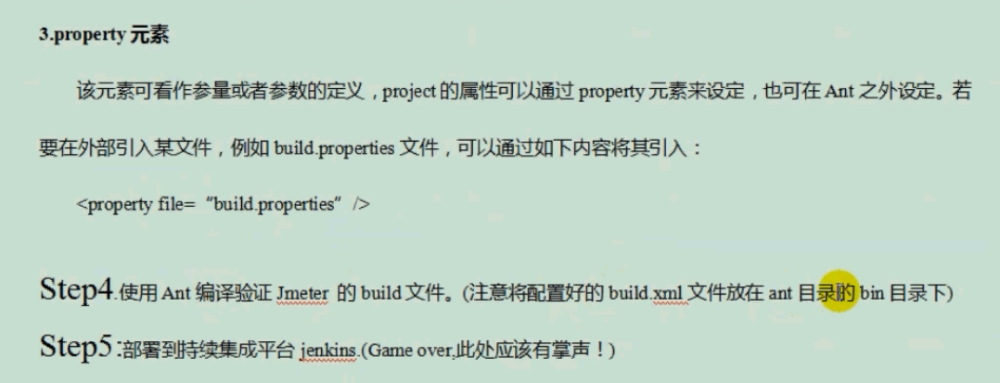 3.property 元素
该元素可看作参量或者参数的定义，project 的属性可以通过 property 元素来设定，也可在 Ant 之外设定。若
要在外部引入某文件，例如 build.properties 文件，可以通过如下内容将其引入：
<property file= “build.properties” />
Step4.使用 Ant 编译验证 Jmeter 的 build 文件。(注意将配置好的 build.xml 文件放在 ant 目录的 bin 目录下)
Step5:部署到持续集成平台 jenkins.(Game over,此处应该有掌声！)